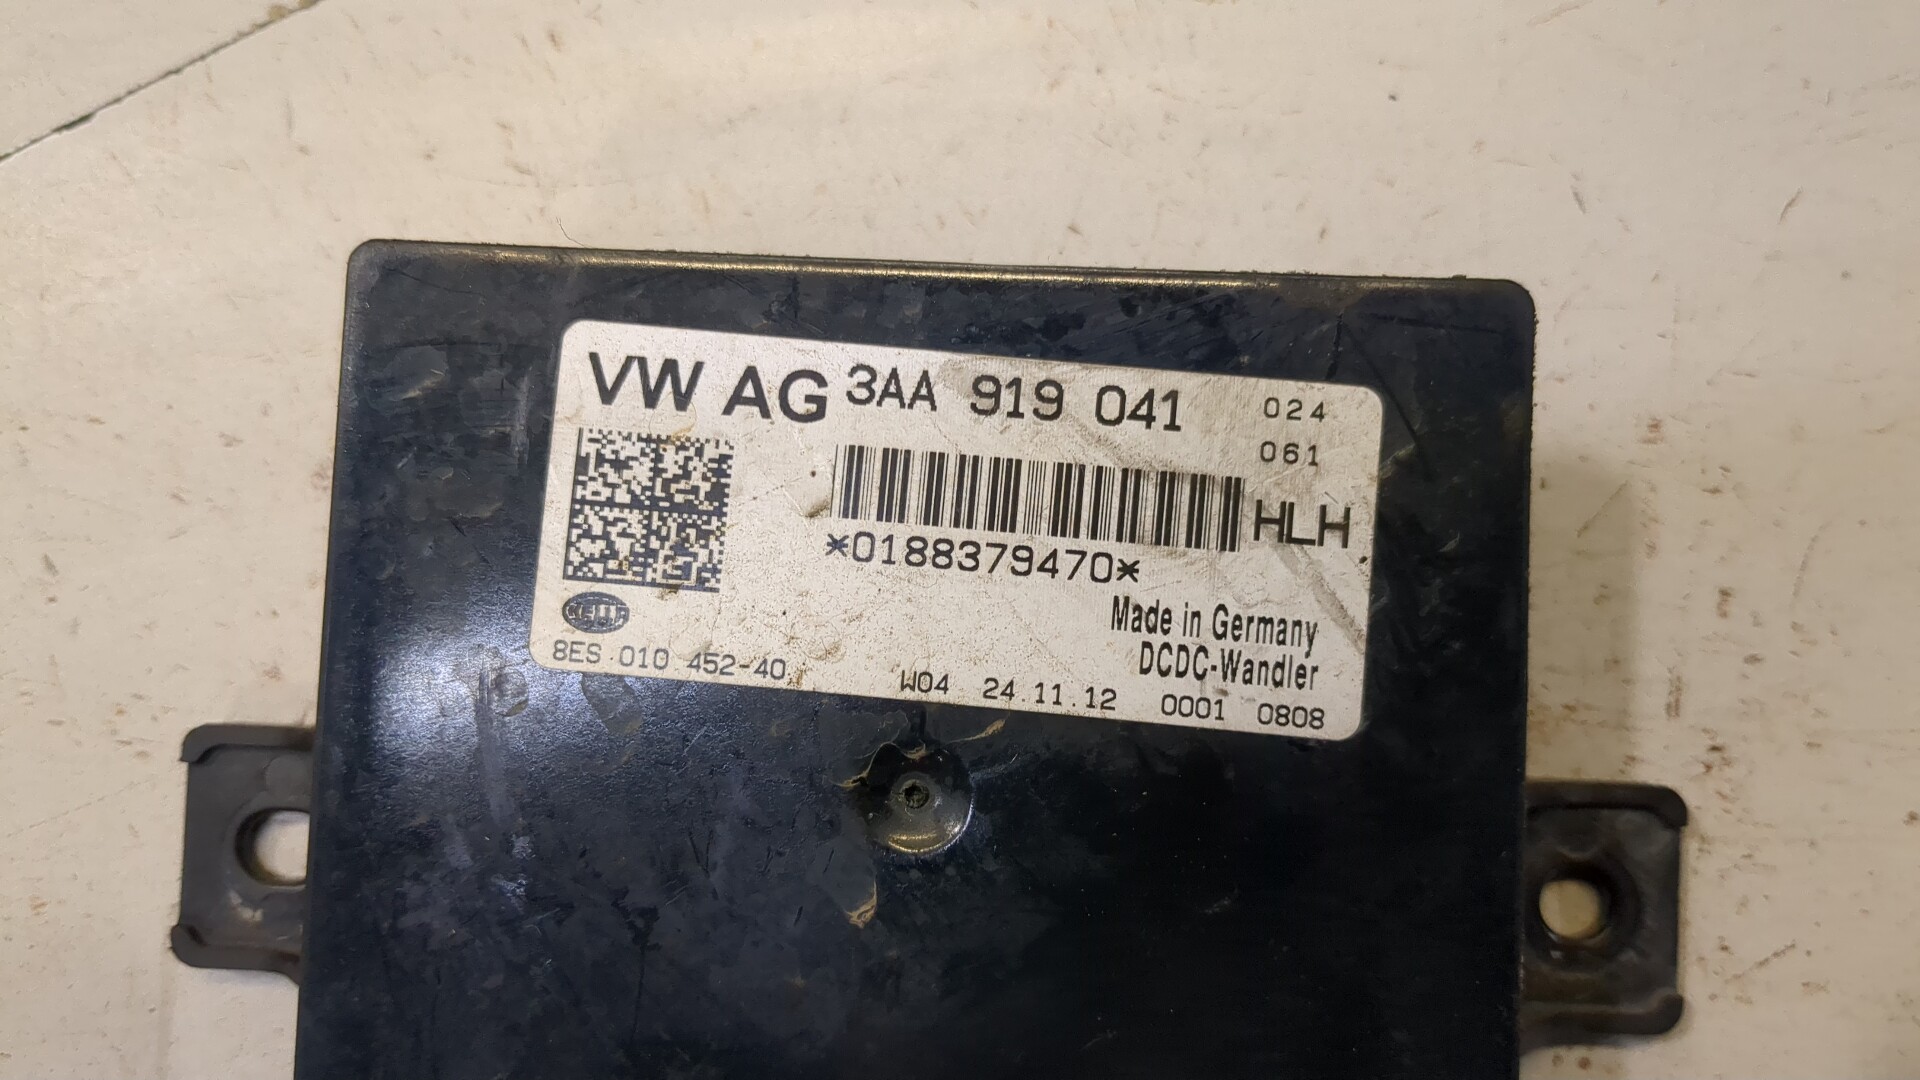 VW AG 3AA 919 041 024
061
HLH
*0188379470*
HELLA
Made in Germany
DCDC-Wandler
8ES 010 452-40
W04 24.11.12 0001 0808